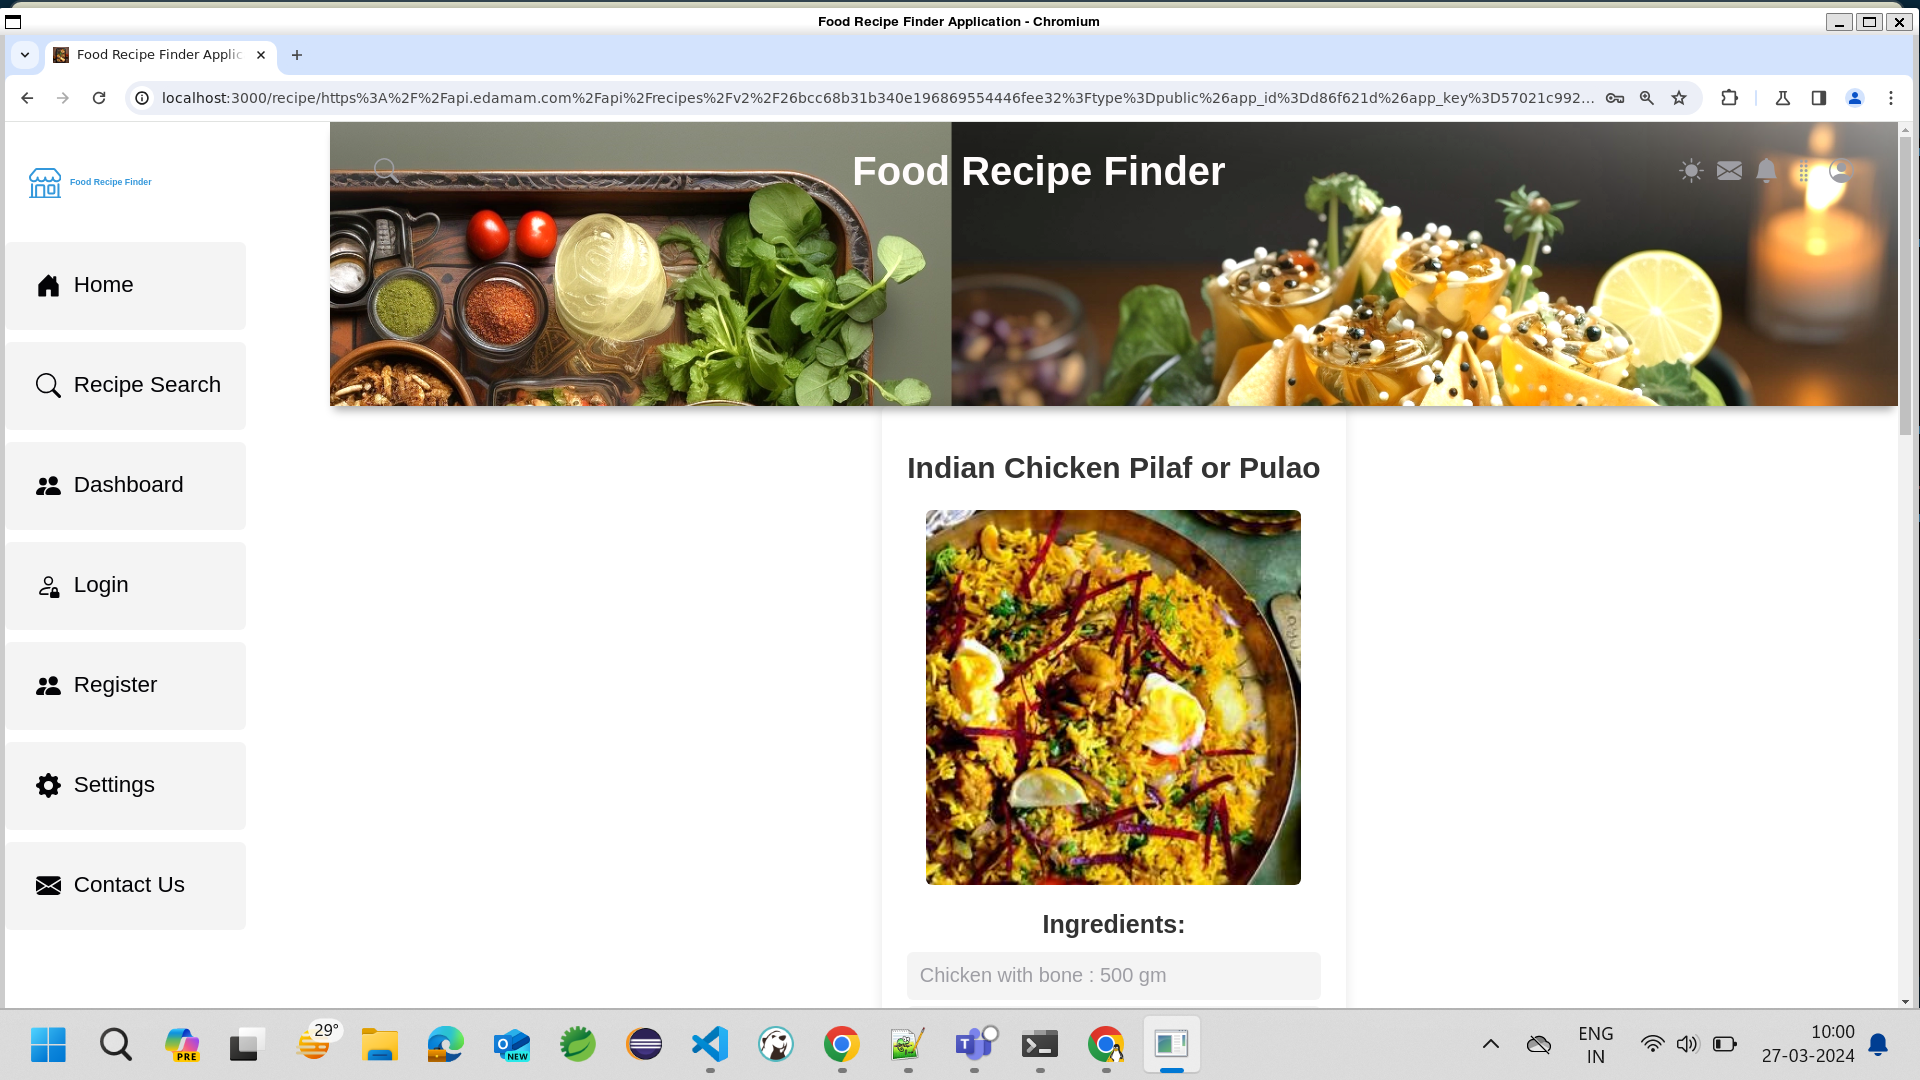 Food Recipe Finder Application - Chromium
Food Recipe Finder Applic
localhost:3000/recipe/https%3A%2F%2Fapi.edamam.com%2Fapi%2Frecipes%2Fv2%2F26bcc68b31b340e196869554446fee32%3Ftype%3Dpublic%26app_id%3Dd86f621d%26app_key%3D57021c992...
Food Recipe Finder
Food Recipe Finder
Home
Recipe Search
Dashboard
Login
Register
Settings
Contact Us
Indian Chicken Pilaf or Pulao
Ingredients:
Chicken with bone : 500 gm
PRE
29°
NEW
ENG
IN
10:00
27-03-2024